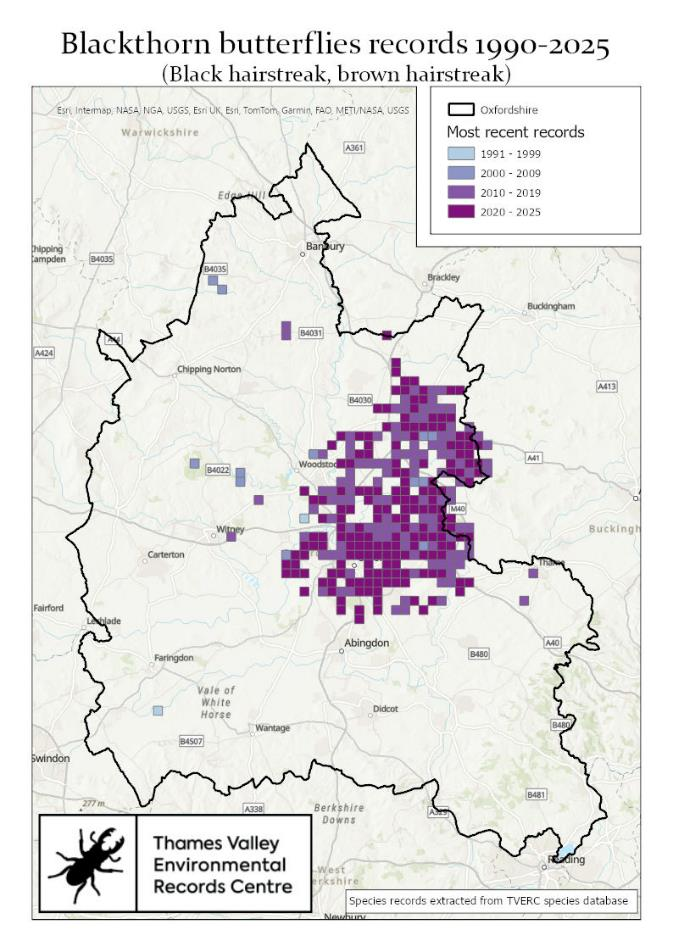 Blackthorn butterflies records 1990-2025
(Black hairstreak, brown hairstreak)
Esri, Intermap, NASA, NGA, USGS, Esri UK, Esri, TomTom, Garmin, FAO, METI/NASA, USGS
Oxfordshire
Most recent records
1991 - 1999
2000 - 2009
2010 - 2019
2020 - 2025
Warwickshire
A361
Edge Hill
Banbury
Chipping
Campden
B4035
B4035
Brackley
Buckingham
B4031
A44
A424
Chipping Norton
A413
B4030
A41
B4022
Woodstoc
M40
Buckingh
Witney
Carterton
Thame
Fairford
Lechlade
A40
Abingdon
B480
Faringdon
Vale of
White
Horse
Didcot
B480
Wantage
B4507
Swindon
B481
277 m
A338
Berkshire
Downs
A329
Reading
West
erkshire
Newbury
Thames Valley
Environmental
Records Centre
Species records extracted from TVERC species database